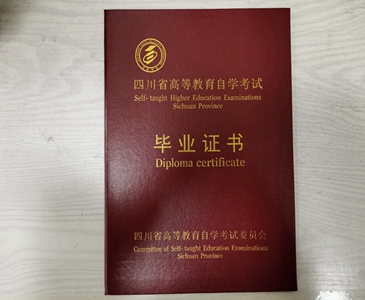 四川省高等教育自学考试
Self- taught Higher Education Examinations
Sichuan Province
毕业证书
Diploma certificate
四川省高等教育自学考试委员会
Committee of Self- taught Education Examinations
Sichuan Province